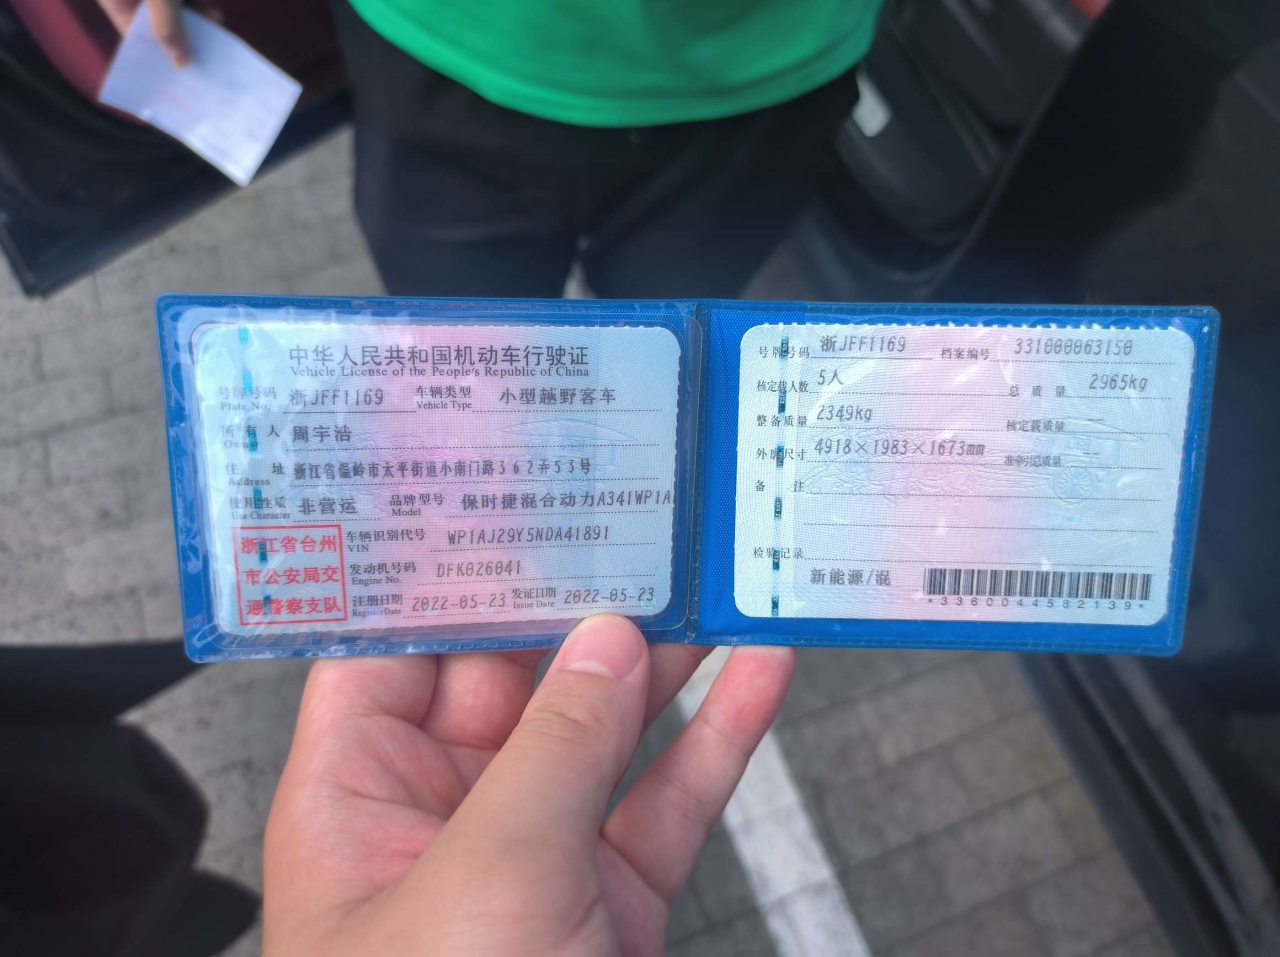 中华人民共和国机动车行驶证
Vehicle License of the People's Republic of China
号牌号码 浙JFF1169 车辆类型 小型越野客车
Plate No. Vehicle Type
所有人 周宇浩
Owner
住址 浙江省温岭市太平街道小南门路362弄53号
Address
使用性质 非营运 品牌型号 保时捷混合动力A341WP1A
Use Character Model
浙江省台州
市公安局交
通警察支队
车辆识别代号 WP1AJ29Y5NDA41891
VIN
发动机号码 DFK026041
Engine No.
注册日期 2022-05-23 发证日期 2022-05-23
Register Date Issue Date
号牌号码 浙JFF1169 档案编号 331000063150
核定载人数 5人 总质量 2965kg
整备质量 2349kg 核定载质量 --
外廓尺寸 4918×1983×1673mm 准牵引总质量 --
备注
检验记录
新能源/混
*3360044582139*